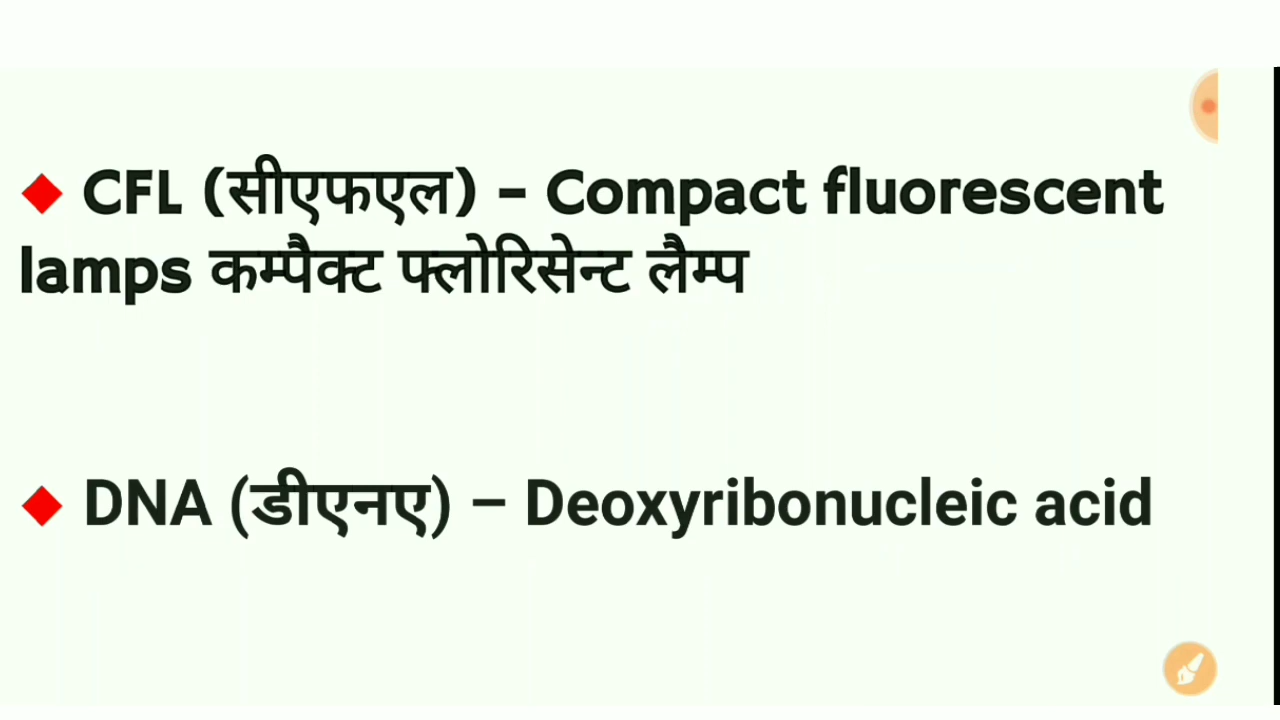 ◆ CFL (सीएफएल) - Compact fluorescent
lamps कम्पैक्ट फ्लोरिसेन्ट लैम्प
◆ DNA (डीएनए) – Deoxyribonucleic acid